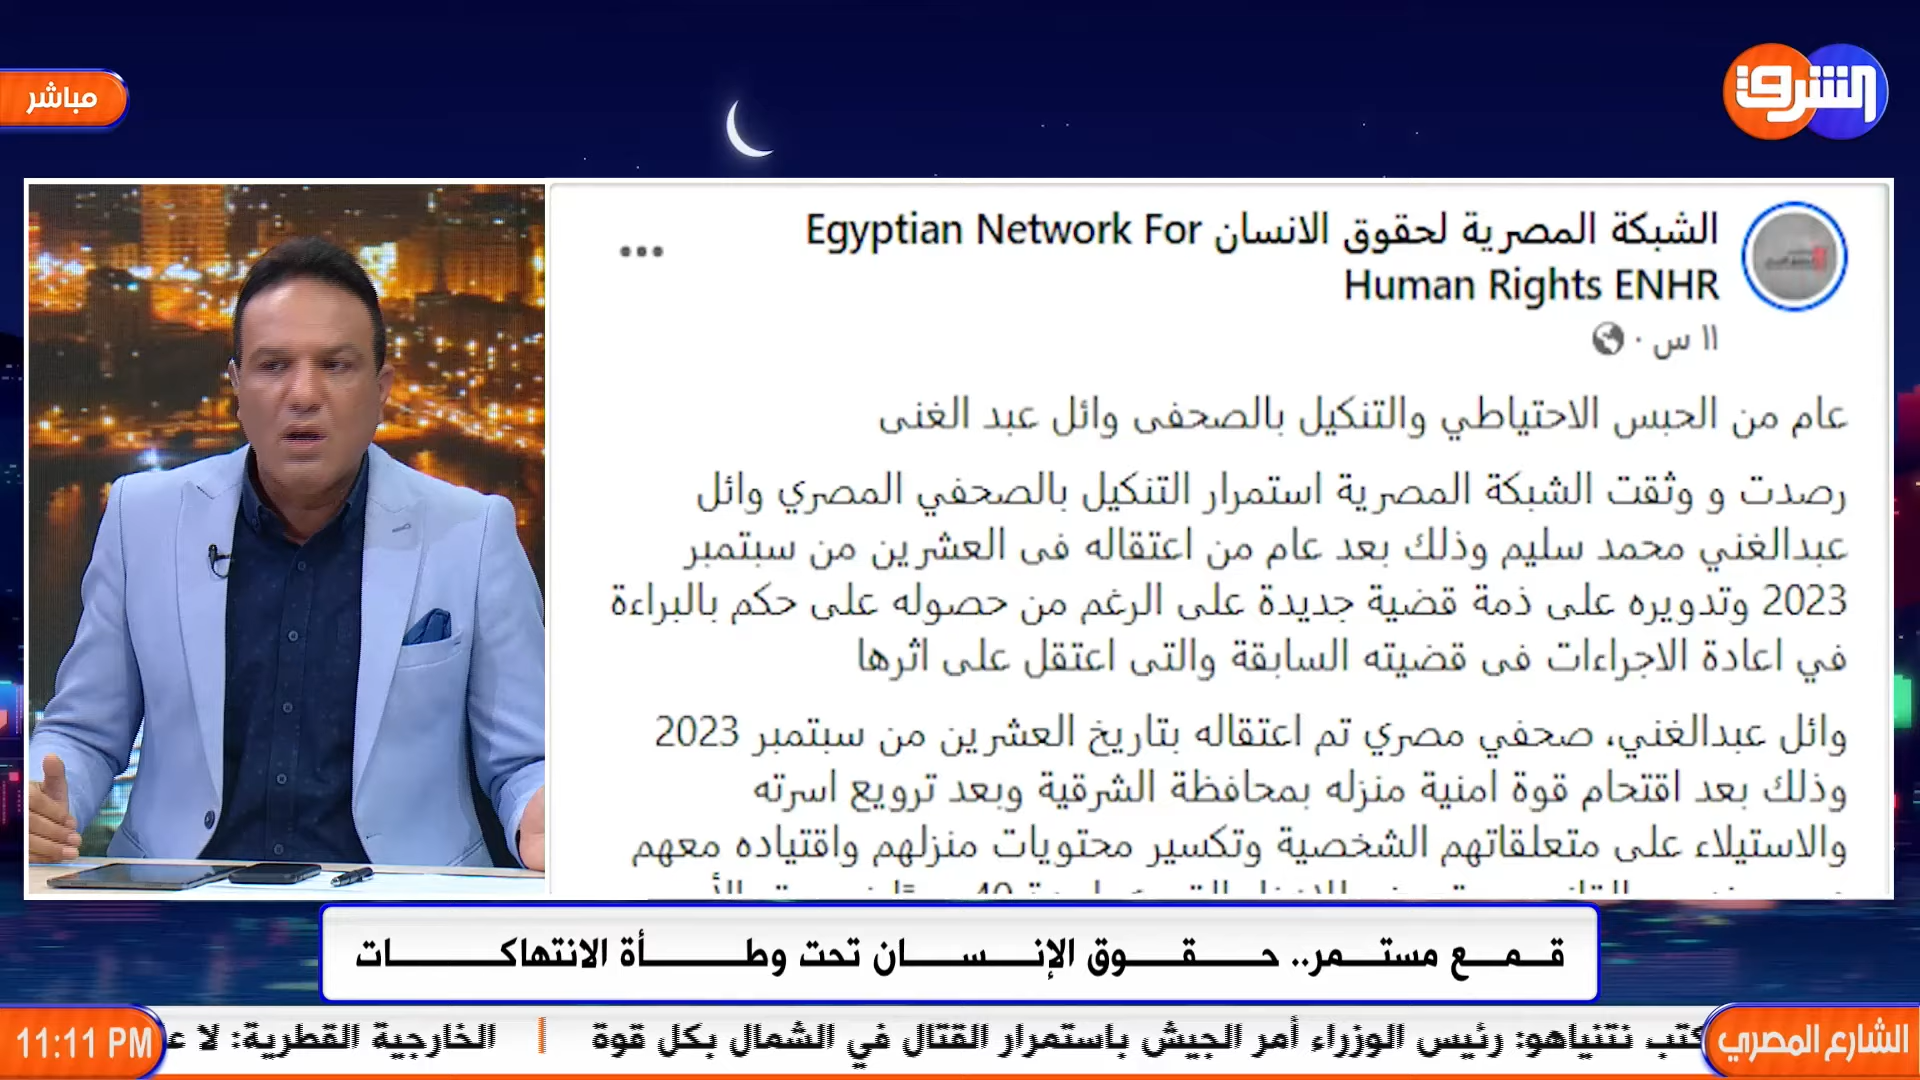 مباشر
الشرق
الشبكة المصرية لحقوق الانسان Egyptian Network For
Human Rights ENHR
١١ س ·
عام من الحبس الاحتياطي والتنكيل بالصحفى وائل عبد الغنى
رصدت و وثقت الشبكة المصرية استمرار التنكيل بالصحفي المصري وائل
عبدالغني محمد سليم وذلك بعد عام من اعتقاله فى العشرين من سبتمبر
2023 وتدويره على ذمة قضية جديدة على الرغم من حصوله على حكم بالبراءة
في اعادة الاجراءات فى قضيته السابقة والتى اعتقل على اثرها
وائل عبدالغني، صحفي مصري تم اعتقاله بتاريخ العشرين من سبتمبر 2023
وذلك بعد اقتحام قوة امنية منزله بمحافظة الشرقية وبعد ترويع اسرته
والاستيلاء على متعلقاتهم الشخصية وتكسير محتويات منزلهم واقتياده معهم
قـمـع مستـمر.. حـقـوق الإنـسـان تحت وطـأة الانتهاكـات
الشارع المصري
كتب نتنياهو: رئيس الوزراء أمر الجيش باستمرار القتال في الشمال بكل قوة | الخارجية القطرية: لا
11:11 PM